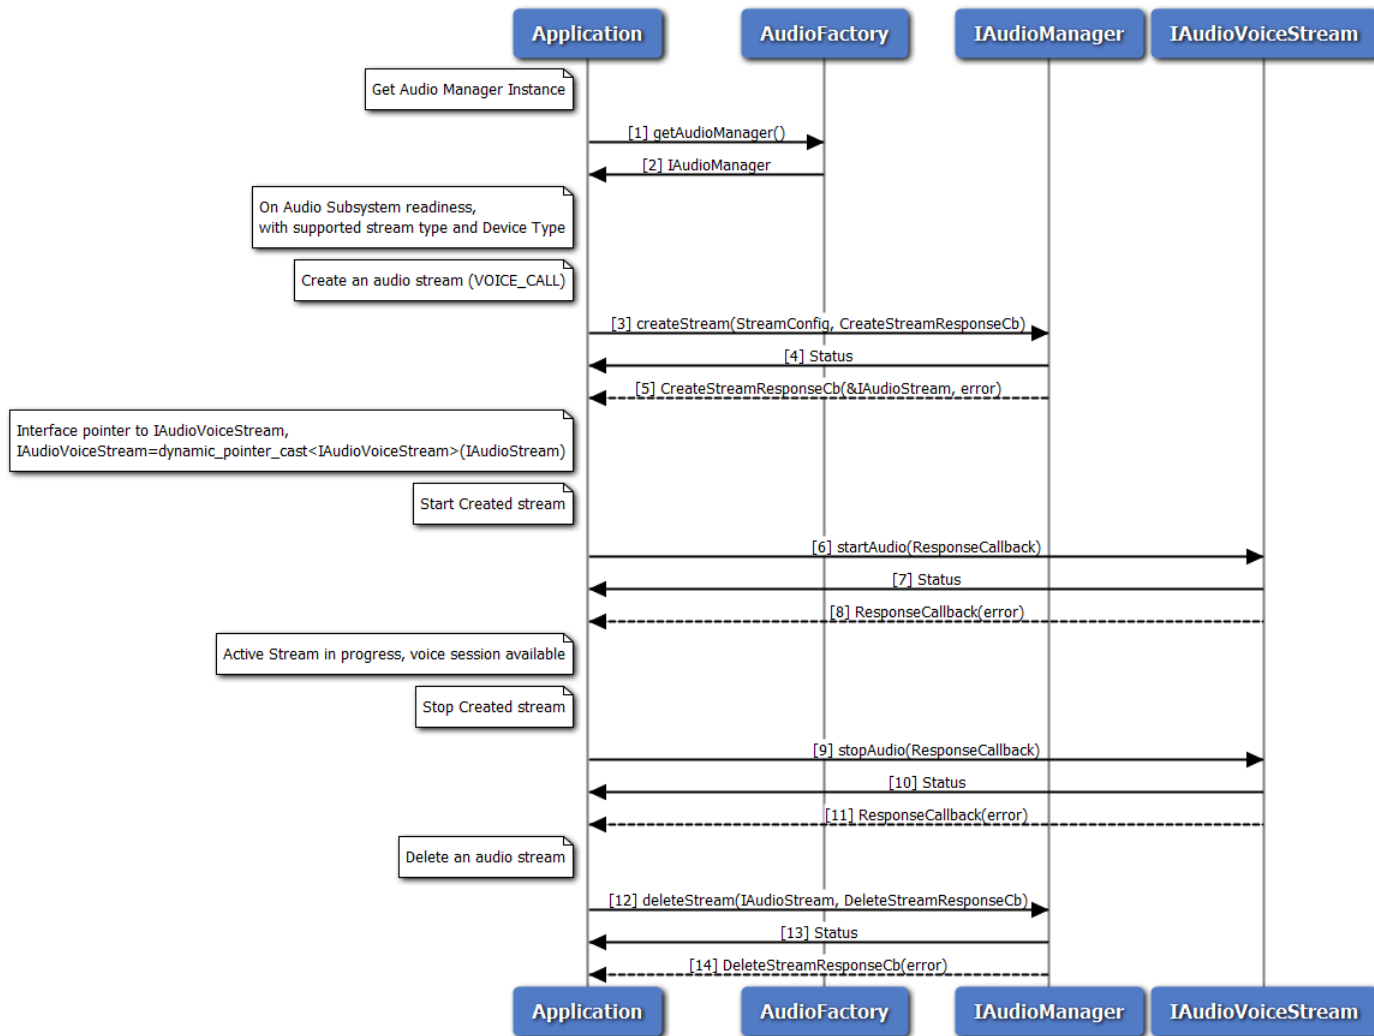 Application
AudioFactory
IAudioManager
IAudioVoiceStream
Get Audio Manager Instance
[1] getAudioManager()
[2] IAudioManager
On Audio Subsystem readiness,
with supported stream type and Device Type
Create an audio stream (VOICE_CALL)
[3] createStream(StreamConfig, CreateStreamResponseCb)
[4] Status
[5] CreateStreamResponseCb(&IAudioStream, error)
Interface pointer to IAudioVoiceStream,
IAudioVoiceStream=dynamic_pointer_cast<IAudioVoiceStream>(IAudioStream)
Start Created stream
[6] startAudio(ResponseCallback)
[7] Status
[8] ResponseCallback(error)
Active Stream in progress, voice session available
Stop Created stream
[9] stopAudio(ResponseCallback)
[10] Status
[11] ResponseCallback(error)
Delete an audio stream
[12] deleteStream(IAudioStream, DeleteStreamResponseCb)
[13] Status
[14] DeleteStreamResponseCb(error)
Application
AudioFactory
IAudioManager
IAudioVoiceStream